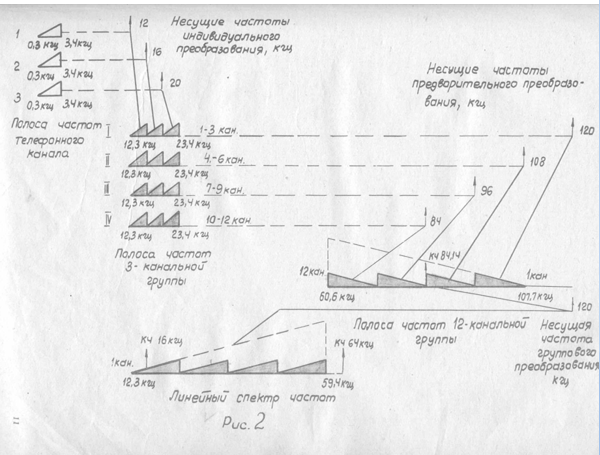 1
0,3 кгц 3,4 кгц
12
Несущие частоты
индивидуального
преобразования, кгц
2
0,3 кгц 3,4 кгц
16
3
0,3 кгц 3,4 кгц
20
Полоса частот
телефонного
канала
Несущие частоты
предворительного преобразо-
вания, кгц
I
1-3 кан.
120
12,3 кгц 23,4 кгц
II
4-6 кан.
108
12,3 кгц 23,4 кгц
III
7-9 кан.
96
12,3 кгц 23,4 кгц
IV
10-12 кан.
84
12,3 кгц 23,4 кгц
Полоса частот
3-канальной
группы
12 кан.
кч 84,14
1 кан
60,6 кгц
107,7 кгц
120
Полоса частот 12-канальной
группы
Несущая
частота
группового
преобразования
кгц
кч 16 кгц
кч 64 кгц
1 кан.
12,3 кгц
59,4 кгц
Линейный спектр частот
Рис. 2